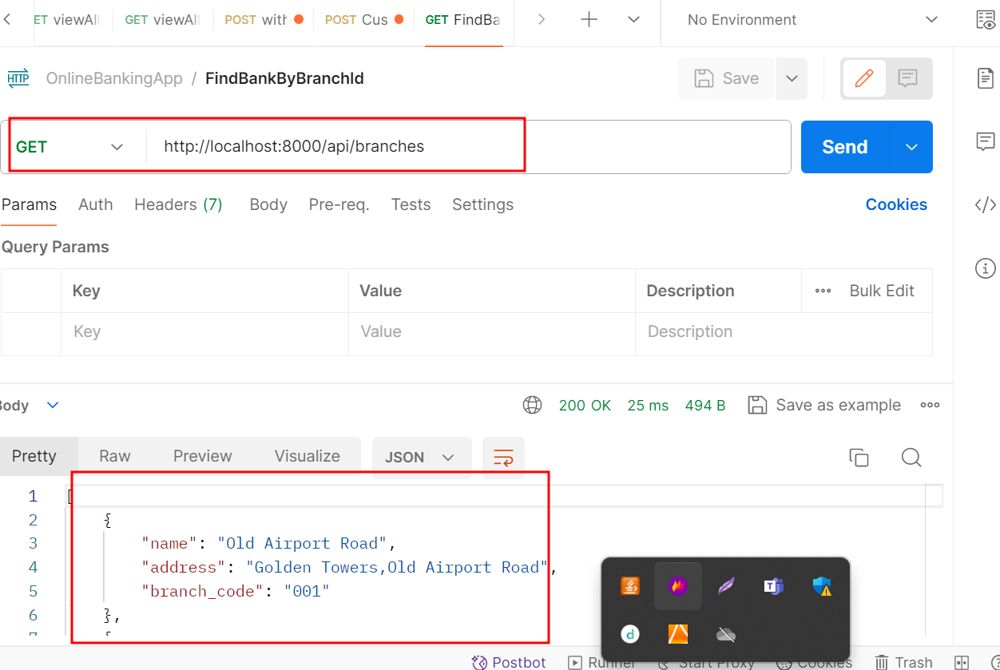 ET viewAll GET viewAll POST with POST Cus GET FindBa No Environment
HTTP OnlineBankingApp / FindBankByBranchId Save
GET http://localhost:8000/api/branches Send
Params Auth Headers (7) Body Pre-req. Tests Settings Cookies
Query Params
Key Value Description Bulk Edit
Key Value Description
Body 200 OK 25 ms 494 B Save as example
Pretty Raw Preview Visualize JSON
1 [
2 {
3 "name": "Old Airport Road",
4 "address": "Golden Towers,Old Airport Road",
5 "branch_code": "001"
6 },
7 {
Postbot Runner Start Proxy Cookies Trash